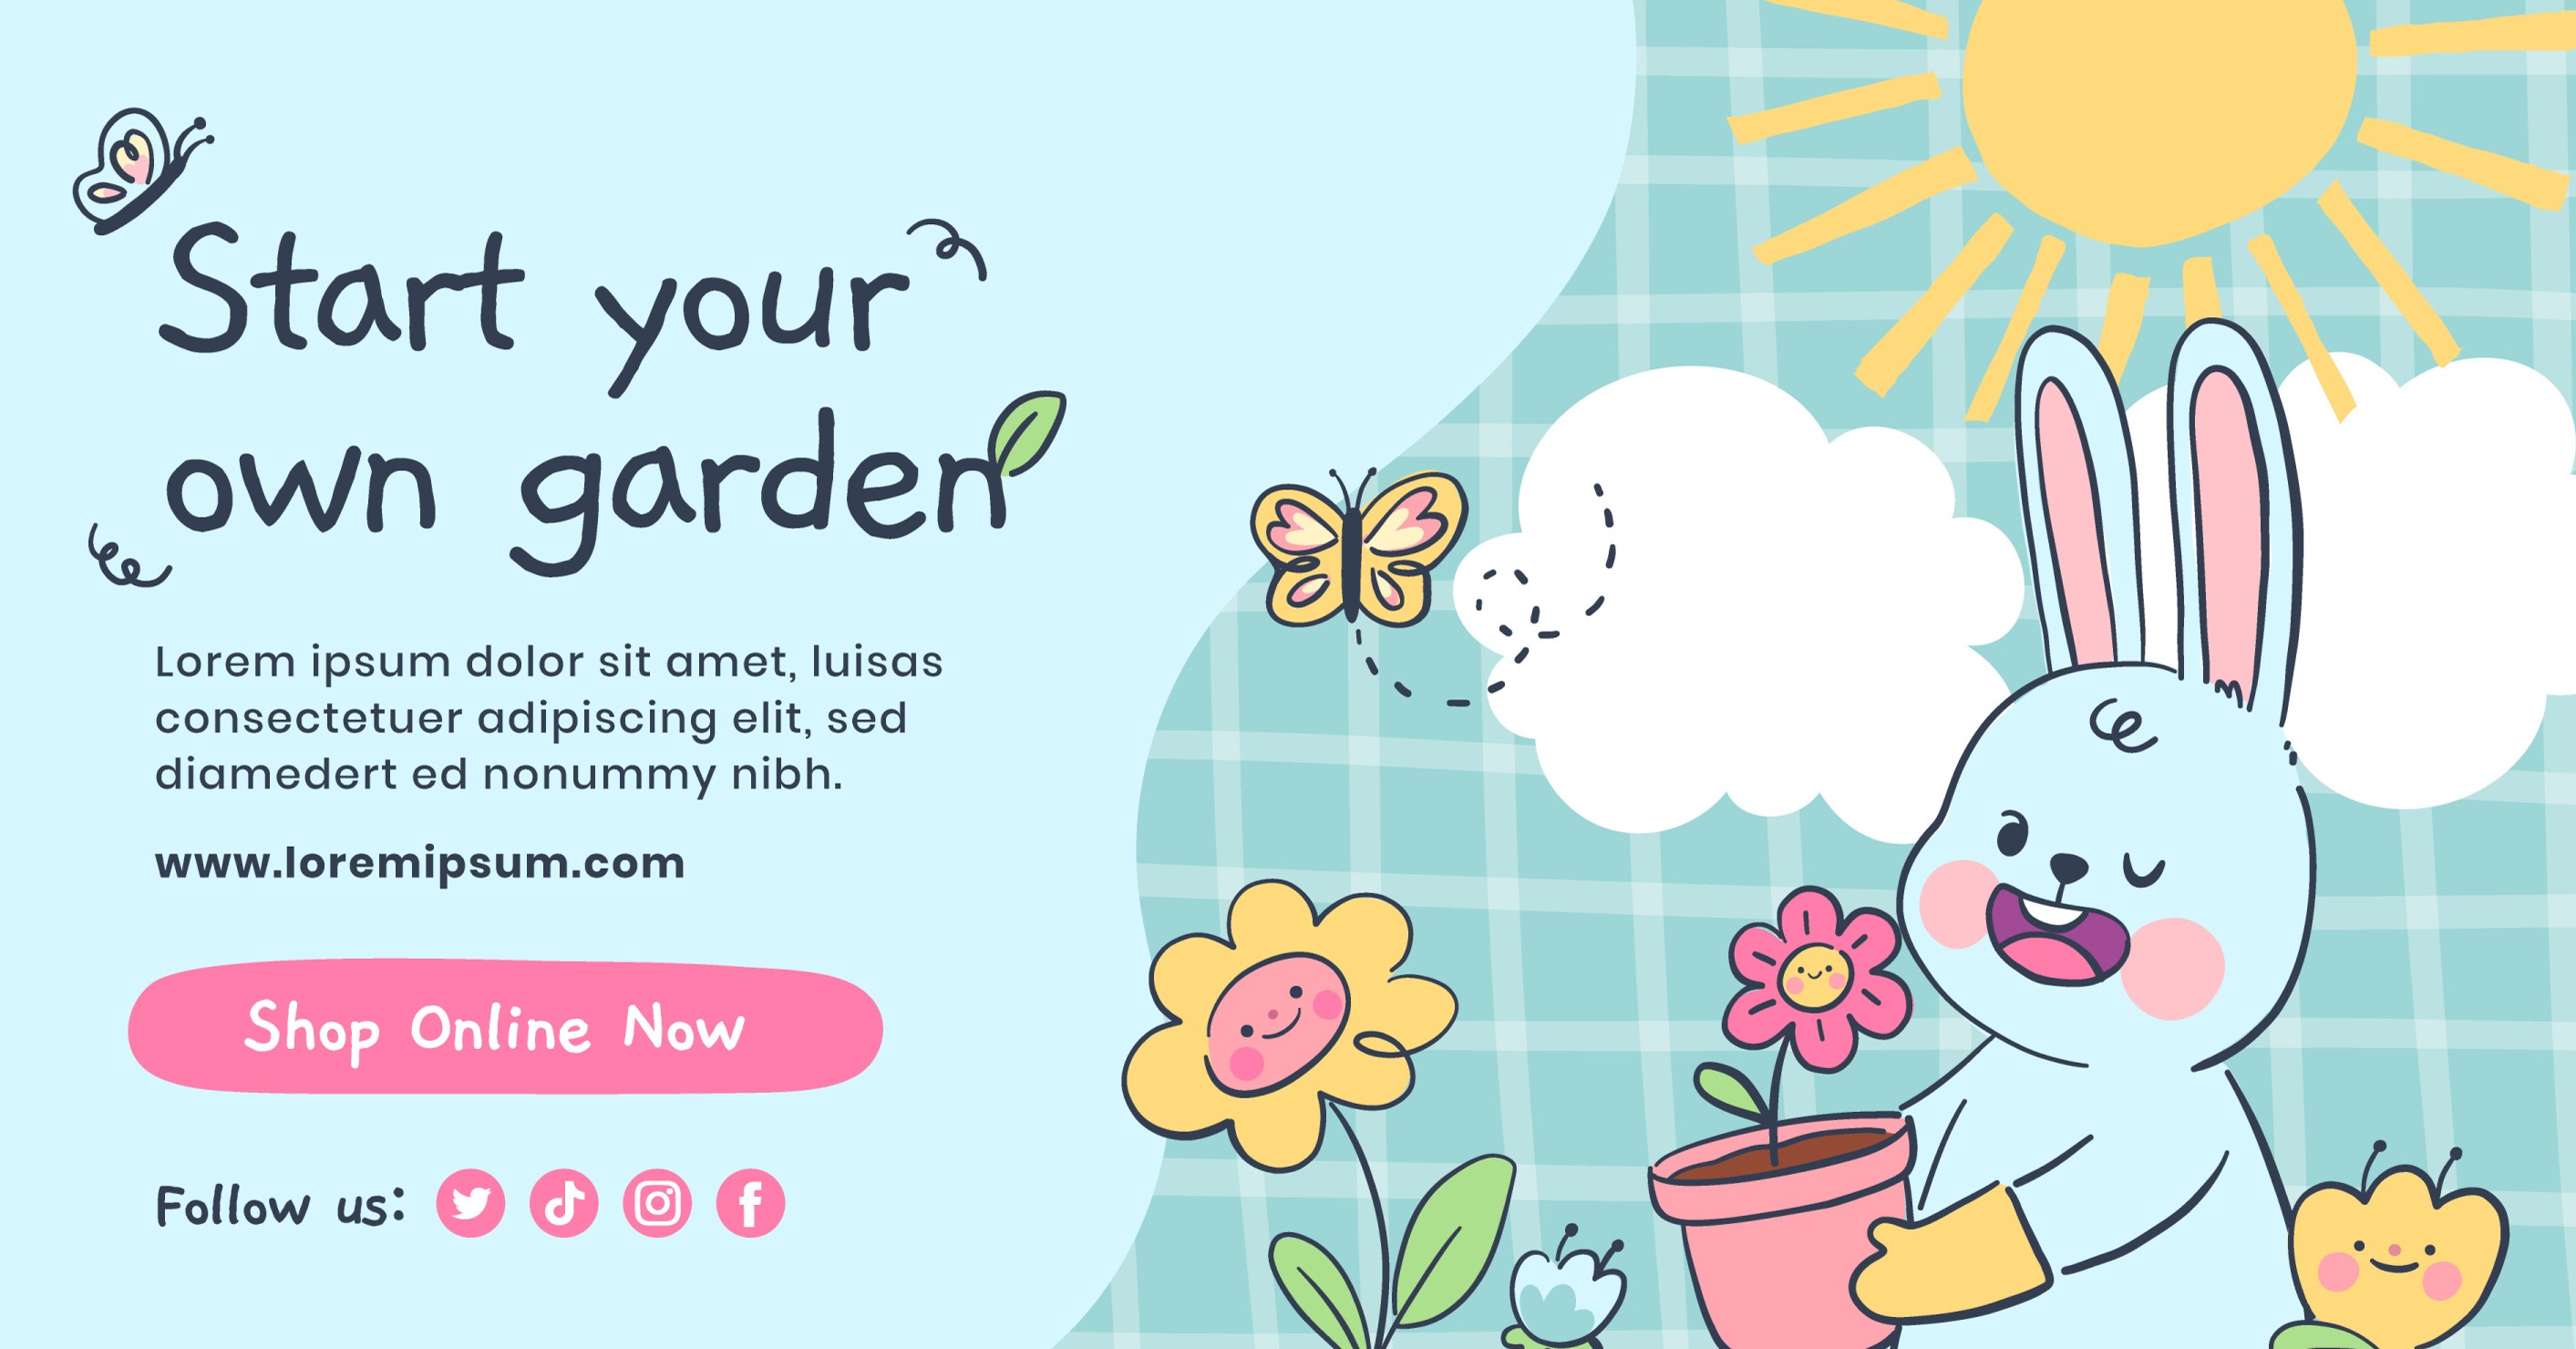 Start your
own garden
Lorem ipsum dolor sit amet, luisas
consectetuer adipiscing elit, sed
diamedert ed nonummy nibh.
www.loremipsum.com
Shop Online Now
Follow us: